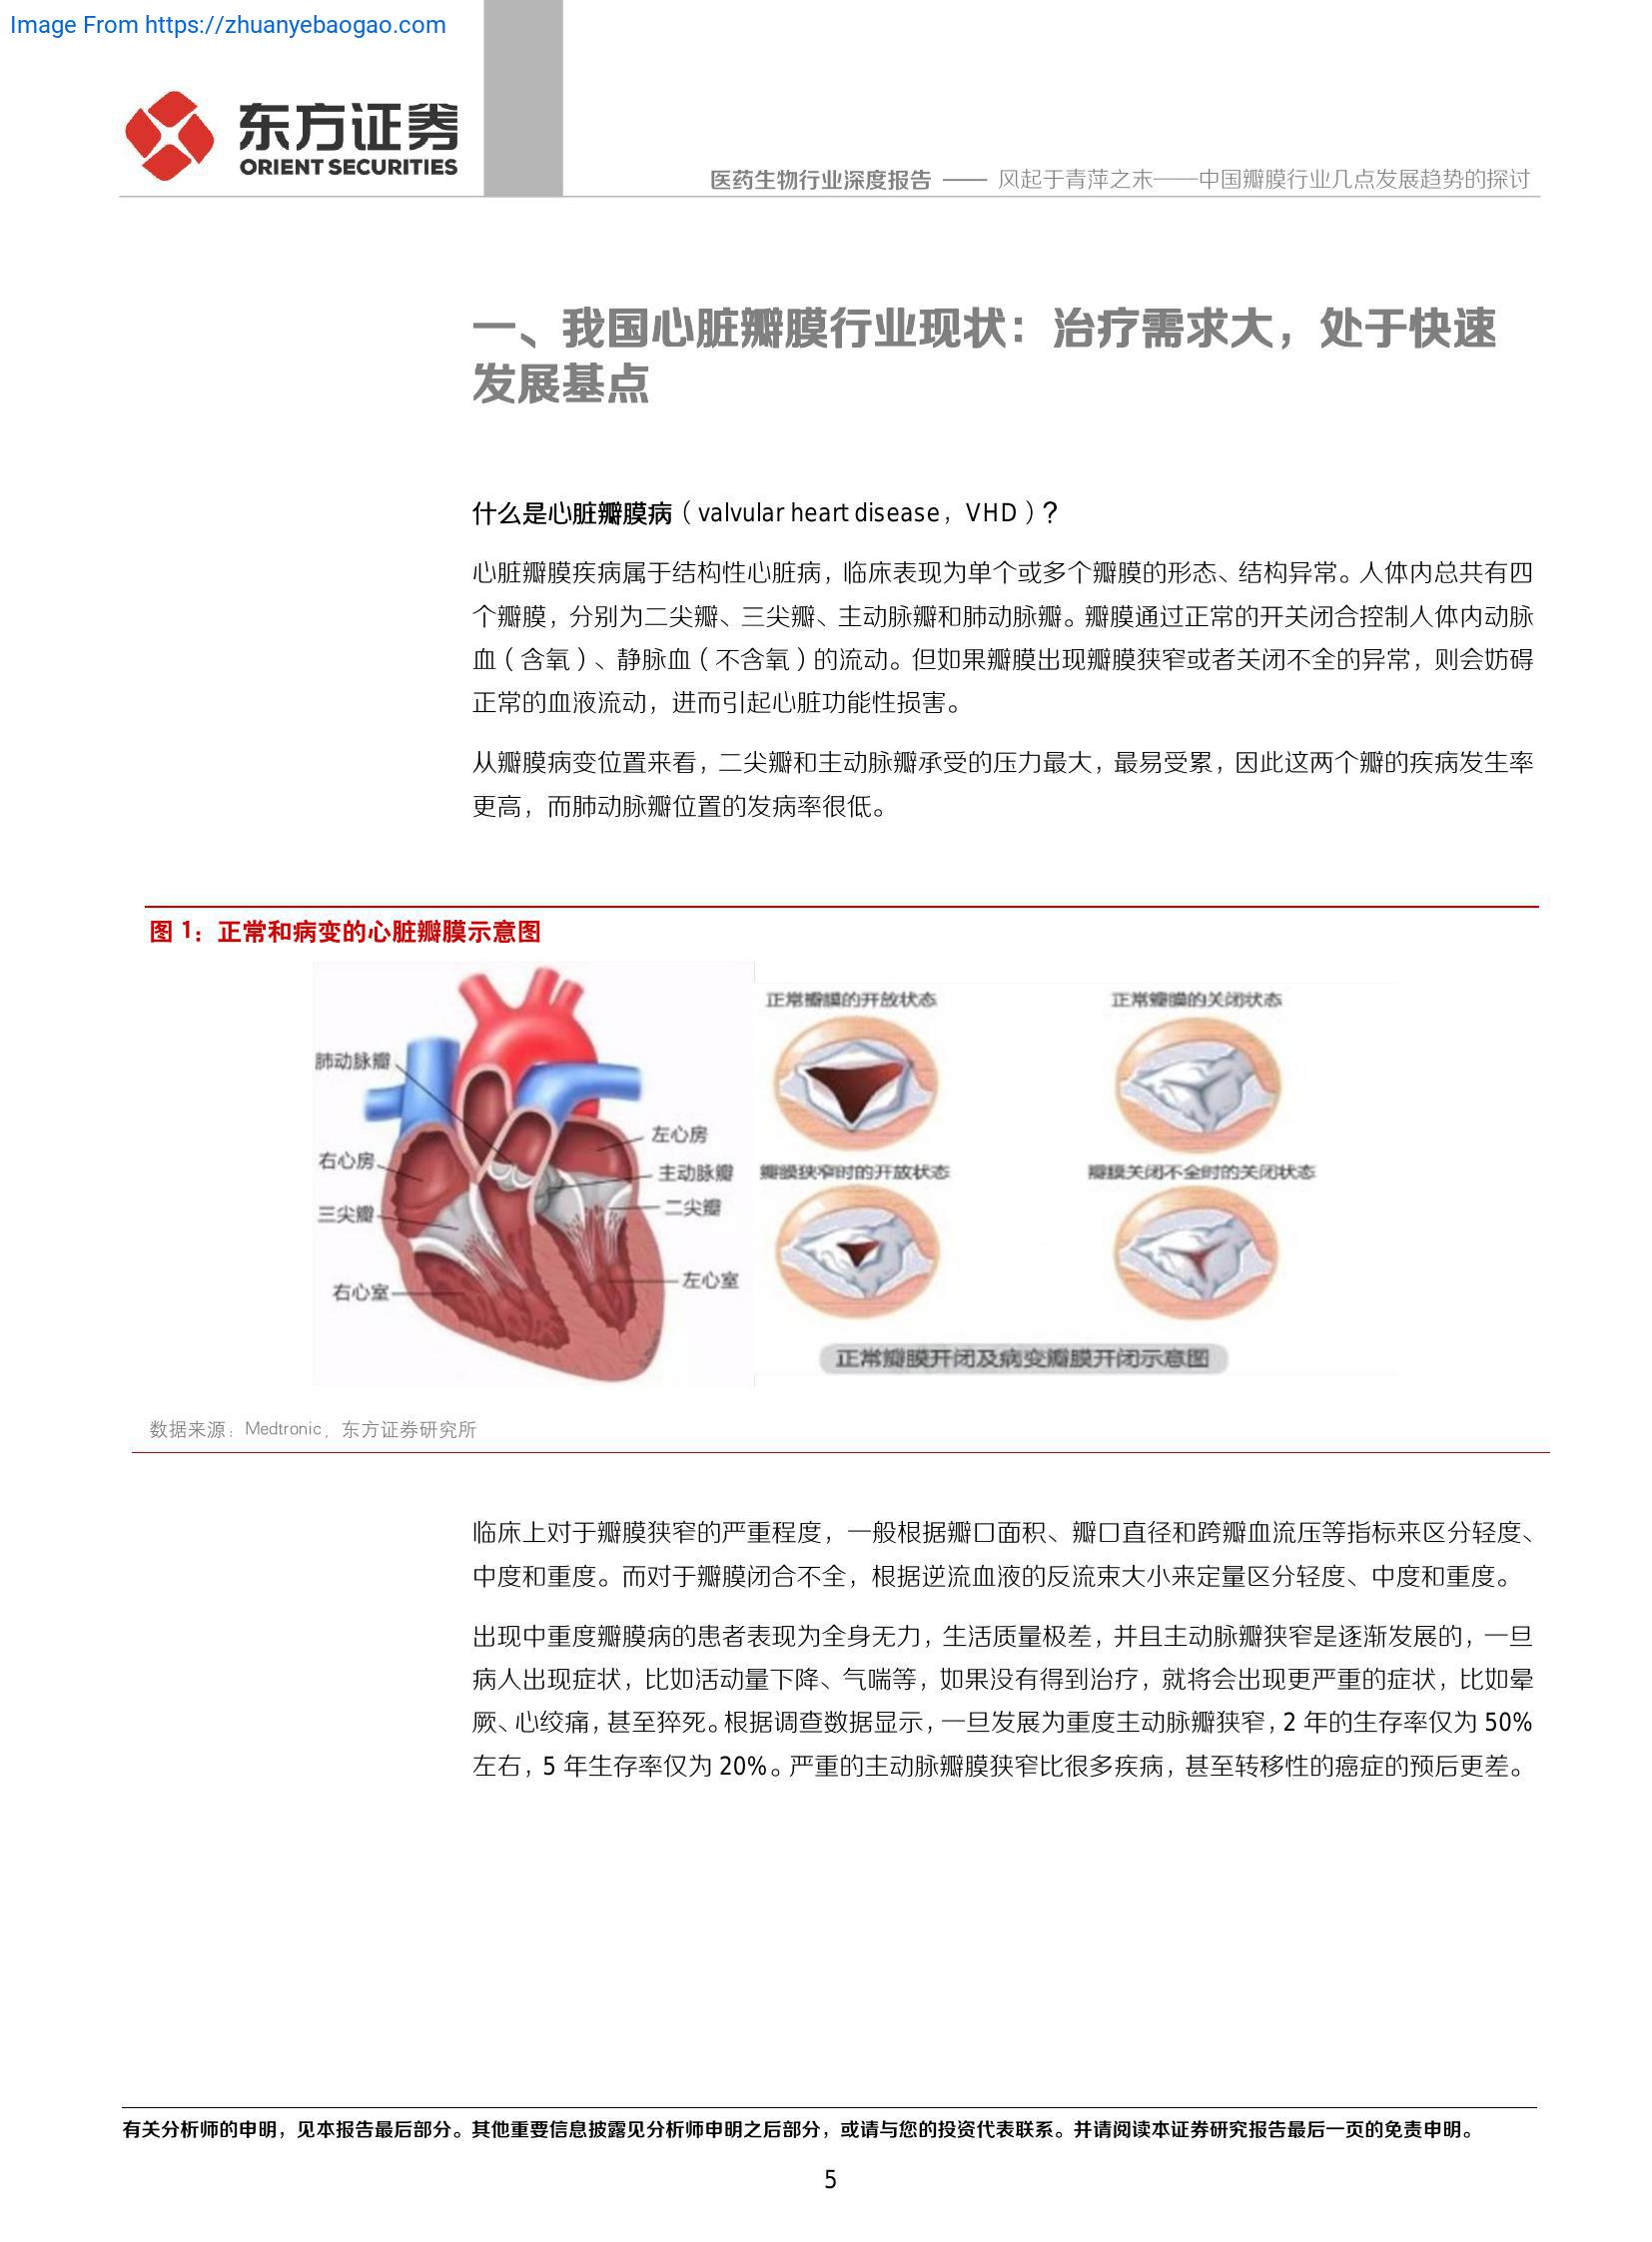 Image From https://zhuanyebaogao.com
东方证券
ORIENT SECURITIES
医药生物行业深度报告 —— 风起于青萍之末——中国瓣膜行业几点发展趋势的探讨
一、我国心脏瓣膜行业现状：治疗需求大，处于快速
发展基点
什么是心脏瓣膜病（valvular heart disease，VHD）？
心脏瓣膜疾病属于结构性心脏病，临床表现为单个或多个瓣膜的形态、结构异常。人体内总共有四
个瓣膜，分别为二尖瓣、三尖瓣、主动脉瓣和肺动脉瓣。瓣膜通过正常的开关闭合控制人体内动脉
血（含氧）、静脉血（不含氧）的流动。但如果瓣膜出现瓣膜狭窄或者关闭不全的异常，则会妨碍
正常的血液流动，进而引起心脏功能性损害。
从瓣膜病变位置来看，二尖瓣和主动脉瓣承受的压力最大，最易受累，因此这两个瓣的疾病发生率
更高，而肺动脉瓣位置的发病率很低。
图 1：正常和病变的心脏瓣膜示意图
肺动脉瓣
右心房
三尖瓣
右心室
左心房
主动脉瓣
二尖瓣
左心室
正常瓣膜的开放状态
正常瓣膜的关闭状态
瓣膜狭窄时的开放状态
瓣膜关闭不全时的关闭状态
正常瓣膜开闭及病变瓣膜开闭示意图
数据来源：Medtronic，东方证券研究所
临床上对于瓣膜狭窄的严重程度，一般根据瓣口面积、瓣口直径和跨瓣血流压等指标来区分轻度、
中度和重度。而对于瓣膜闭合不全，根据逆流血液的反流束大小来定量区分轻度、中度和重度。
出现中重度瓣膜病的患者表现为全身无力，生活质量极差，并且主动脉瓣狭窄是逐渐发展的，一旦
病人出现症状，比如活动量下降、气喘等，如果没有得到治疗，就将会出现更严重的症状，比如晕
厥、心绞痛，甚至猝死。根据调查数据显示，一旦发展为重度主动脉瓣狭窄，2 年的生存率仅为 50%
左右，5 年生存率仅为 20%。严重的主动脉瓣膜狭窄比很多疾病，甚至转移性的癌症的预后更差。
有关分析师的申明，见本报告最后部分。其他重要信息披露见分析师申明之后部分，或请与您的投资代表联系。并请阅读本证券研究报告最后一页的免责申明。
5